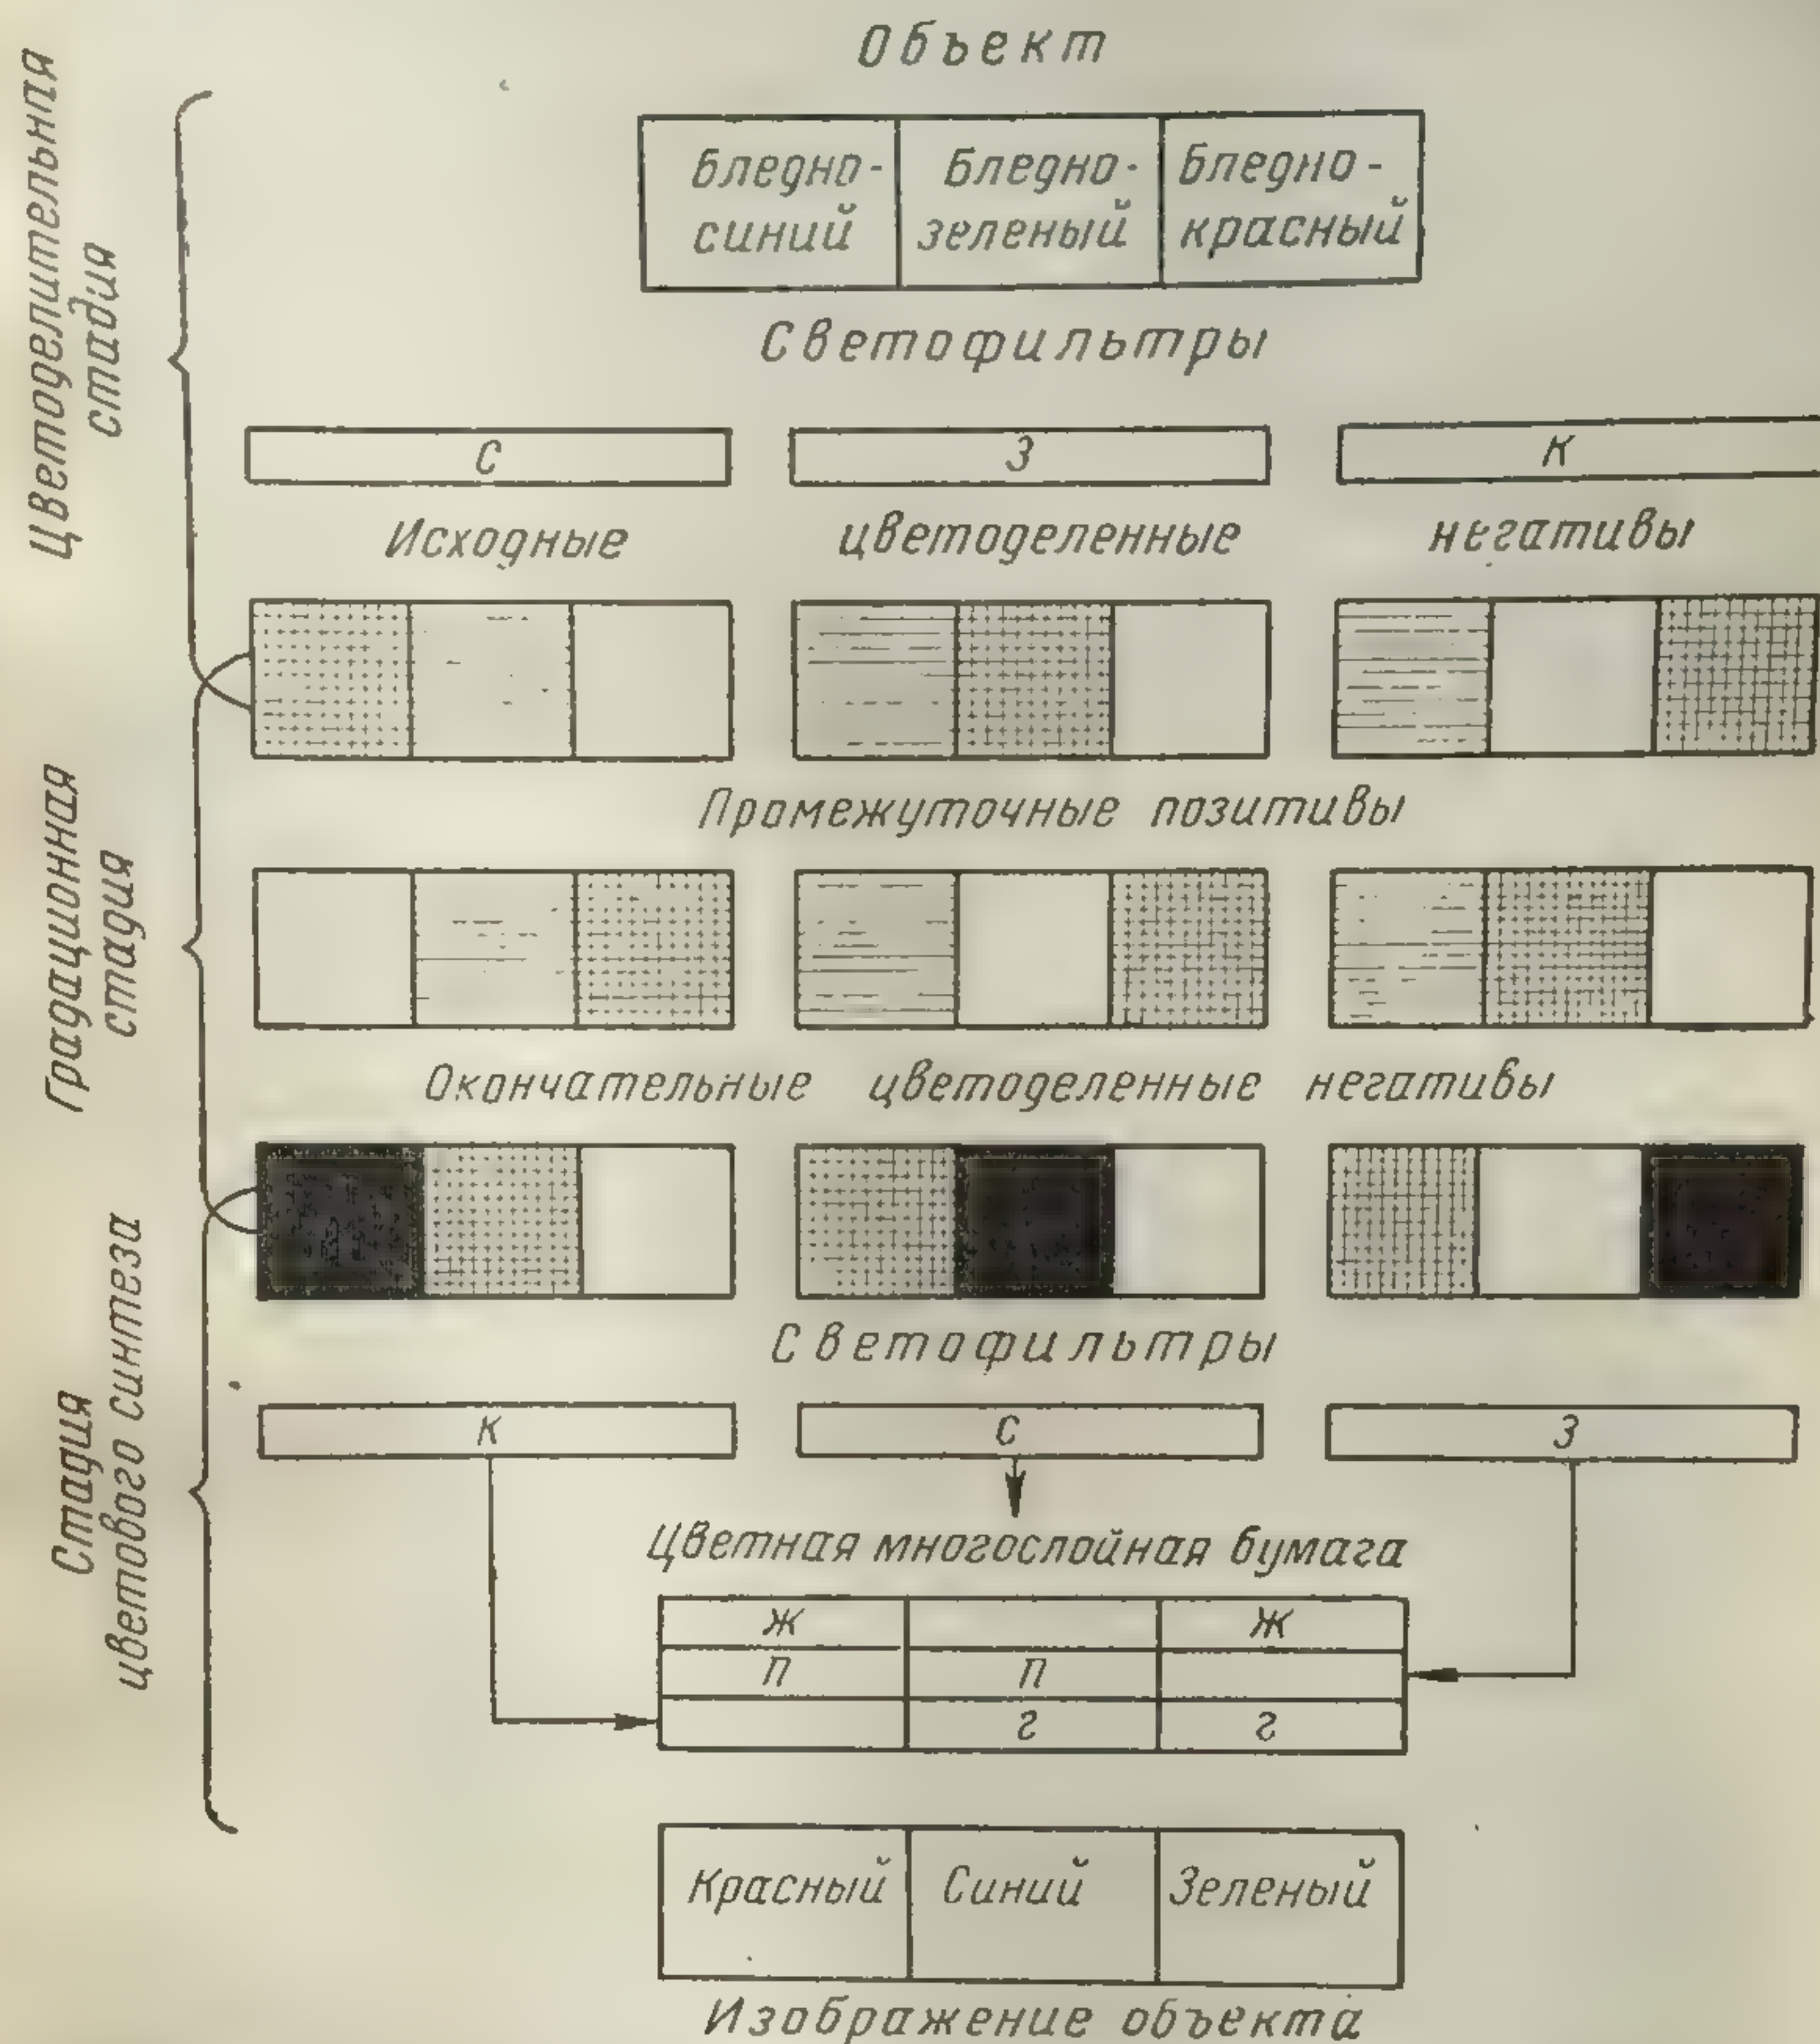 Объект
Бледно- Бледно- Бледно-
синий зеленый красный
Светофильтры
С З К
Исходные цветоделенные негативы
Промежуточные позитивы
Окончательные цветоделенные негативы
Светофильтры
К С З
Цветная многослойная бумага
Ж Ж
П П
Г Г
Красный Синий Зеленый
Изображение объекта
Цветоделительная
стадия
Градационная
стадия
Стадия
цветового синтеза